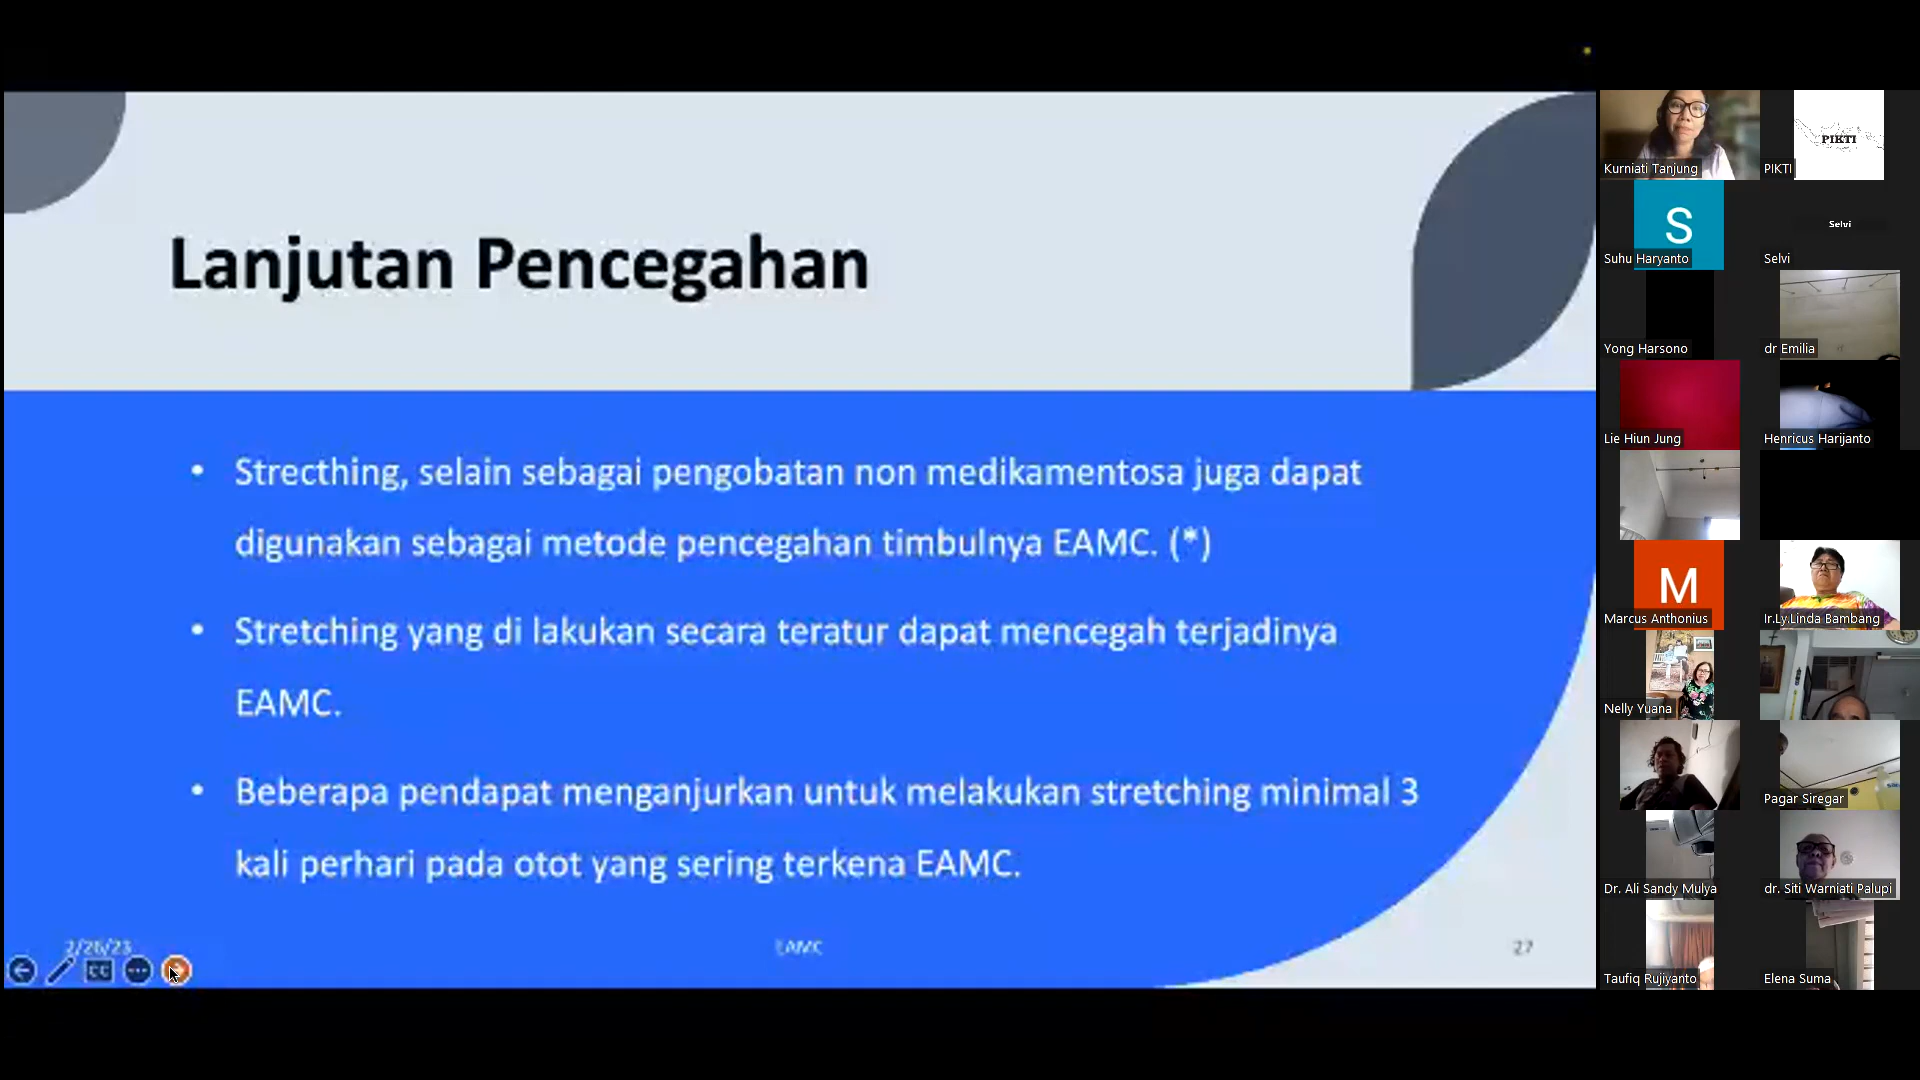 Lanjutan Pencegahan
• Strecthing, selain sebagai pengobatan non medikamentosa juga dapat
digunakan sebagai metode pencegahan timbulnya EAMC. (*)
• Stretching yang di lakukan secara teratur dapat mencegah terjadinya
EAMC.
• Beberapa pendapat menganjurkan untuk melakukan stretching minimal 3
kali perhari pada otot yang sering terkena EAMC.
2/26/23
EAMC
27
CC
Kurniati Tanjung
PIKTI
PIKTI
S
Suhu Haryanto
Selvi
Selvi
Yong Harsono
dr Emilia
Lie Hiun Jung
Henricus Harijanto
M
Marcus Anthonius
Ir.Ly.Linda Bambang
Nelly Yuana
Pagar Siregar
Dr. Ali Sandy Mulya
dr. Siti Warniati Palupi
Taufiq Rujiyanto
Elena Suma